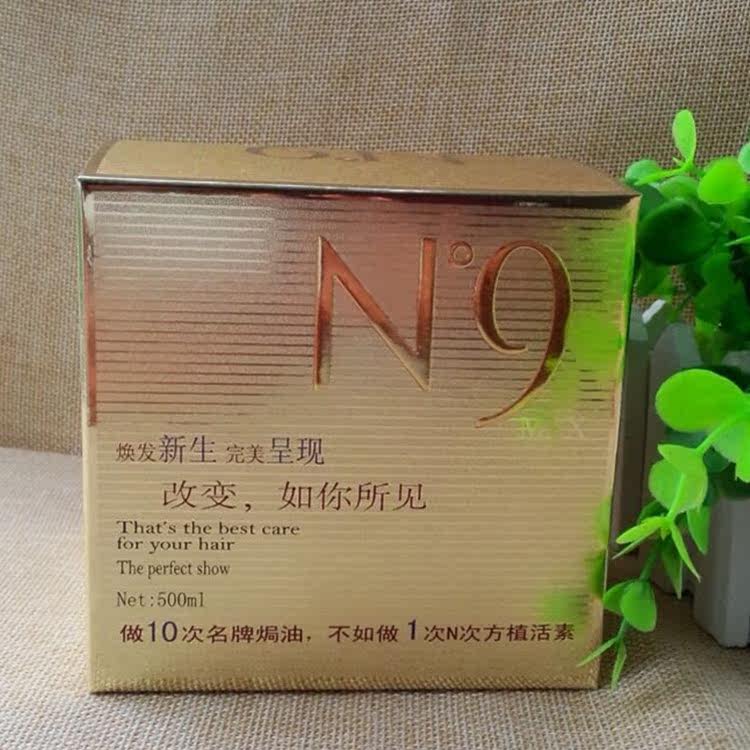 N°9
焕发新生 完美呈现
改变，如你所见
That's the best care
for your hair
The perfect show
Net:500ml
做10次名牌焗油，不如做1次N次方植活素